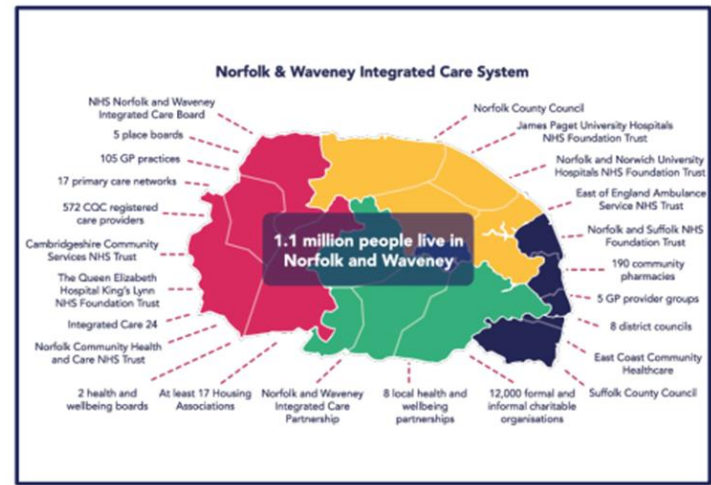 Norfolk & Waveney Integrated Care System
NHS Norfolk and Waveney
Integrated Care Board
5 place boards
105 GP practices
17 primary care networks
572 CQC registered
care providers
Cambridgeshire Community
Services NHS Trust
The Queen Elizabeth
Hospital King's Lynn
NHS Foundation Trust
Integrated Care 24
Norfolk Community Health
and Care NHS Trust
2 health and
wellbeing boards
At least 17 Housing
Associations
Norfolk and Waveney
Integrated Care
Partnership
8 local health and
wellbeing
partnerships
12,000 formal and
informal charitable
organisations
1.1 million people live in
Norfolk and Waveney
Norfolk County Council
James Paget University Hospitals
NHS Foundation Trust
Norfolk and Norwich University
Hospitals NHS Foundation Trust
East of England Ambulance
Service NHS Trust
Norfolk and Suffolk NHS
Foundation Trust
190 community
pharmacies
5 GP provider groups
8 district councils
East Coast Community
Healthcare
Suffolk County Council